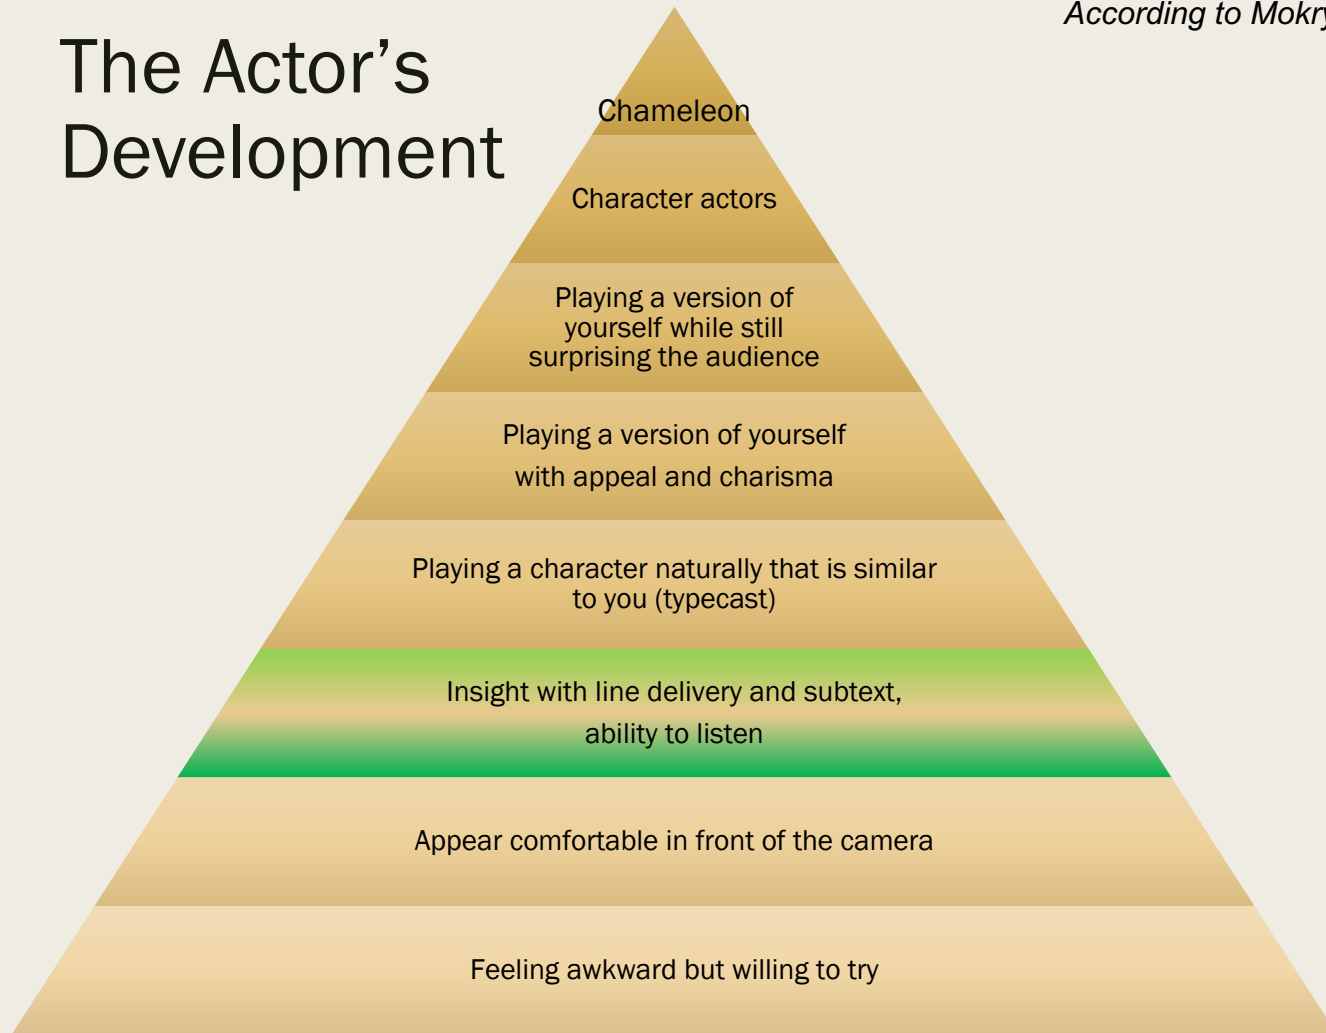 The Actor’s
Development
According to Mokry
Chameleon
Character actors
Playing a version of
yourself while still
surprising the audience
Playing a version of yourself
with appeal and charisma
Playing a character naturally that is similar
to you (typecast)
Insight with line delivery and subtext,
ability to listen
Appear comfortable in front of the camera
Feeling awkward but willing to try